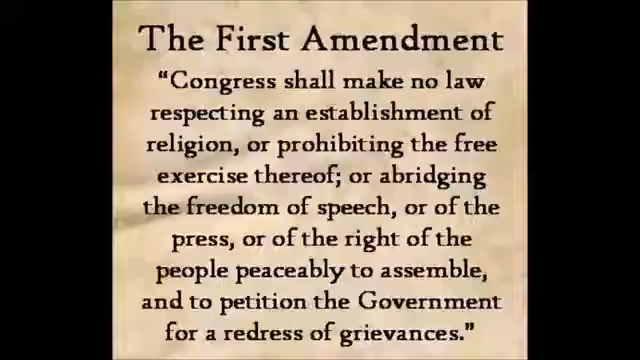 The First Amendment
“Congress shall make no law
respecting an establishment of
religion, or prohibiting the free
exercise thereof; or abridging
the freedom of speech, or of the
press, or of the right of the
people peaceably to assemble,
and to petition the Government
for a redress of grievances.”